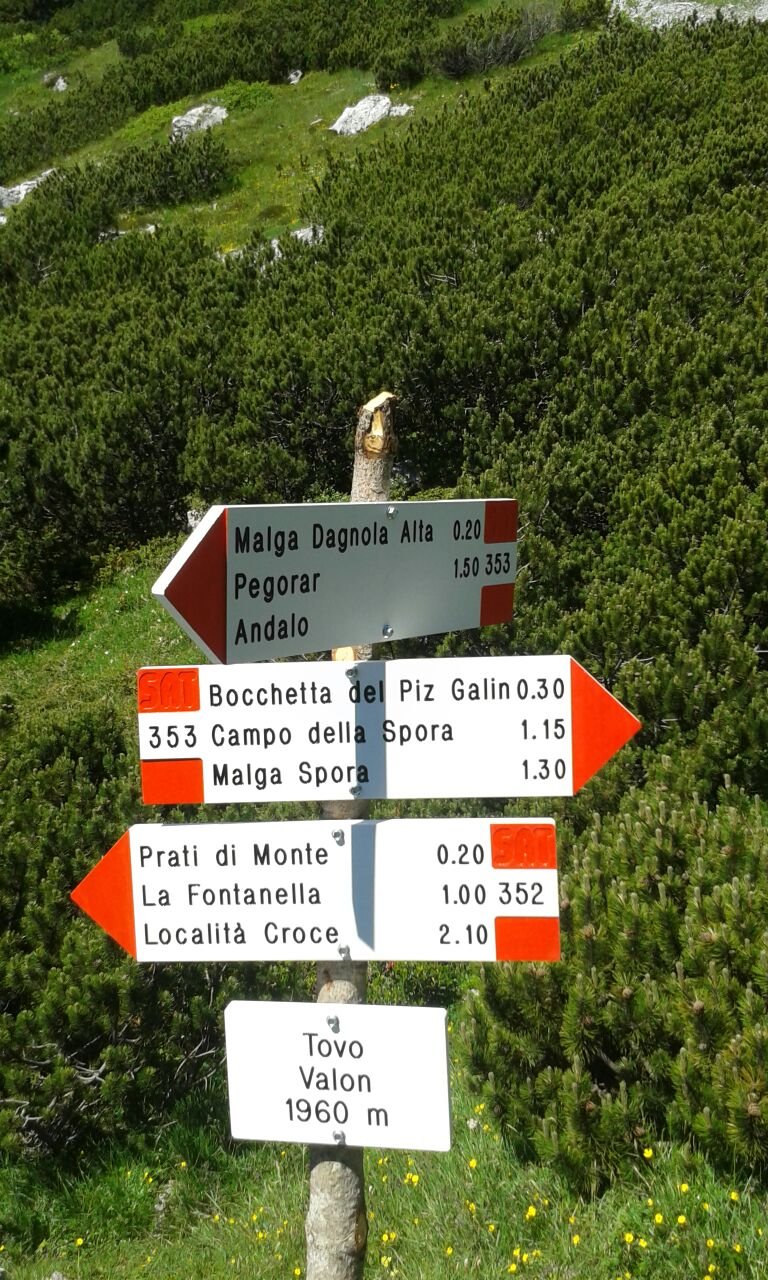 Malga Dagnola Alta 0.20
Pegorar 1.50 353
Andalo
SAT Bocchetta del Piz Galin 0.30
353 Campo della Spora 1.15
Malga Spora 1.30
Prati di Monte 0.20 SAT
La Fontanella 1.00 352
Località Croce 2.10
Tovo
Valon
1960 m